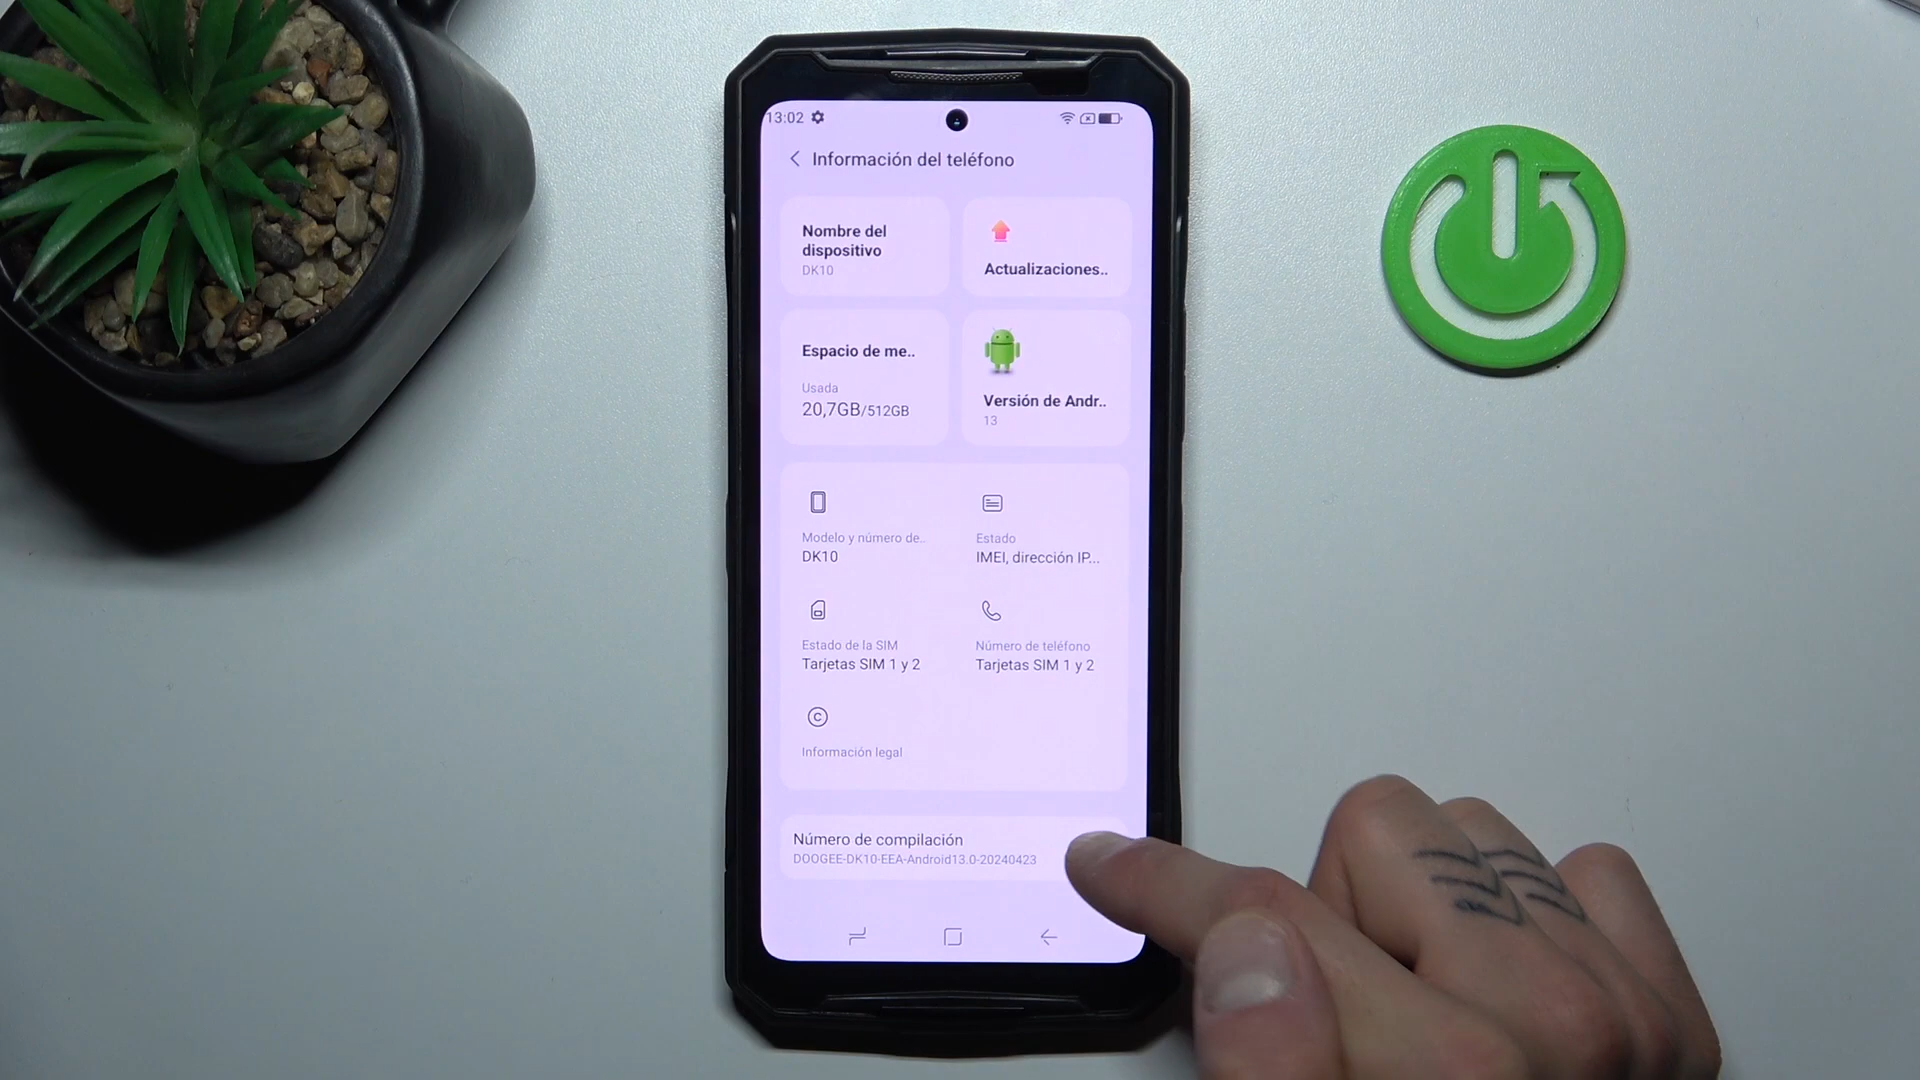 13:02
Información del teléfono
Nombre del
dispositivo
DK10
Actualizaciones..
Espacio de me..
Usada
20,7GB/512GB
Versión de Andr..
13
Modelo y número de..
DK10
Estado
IMEI, dirección IP...
Estado de la SIM
Tarjetas SIM 1 y 2
Número de teléfono
Tarjetas SIM 1 y 2
Información legal
Número de compilación
DOOGEE-DK10-EEA-Android13.0-20240423